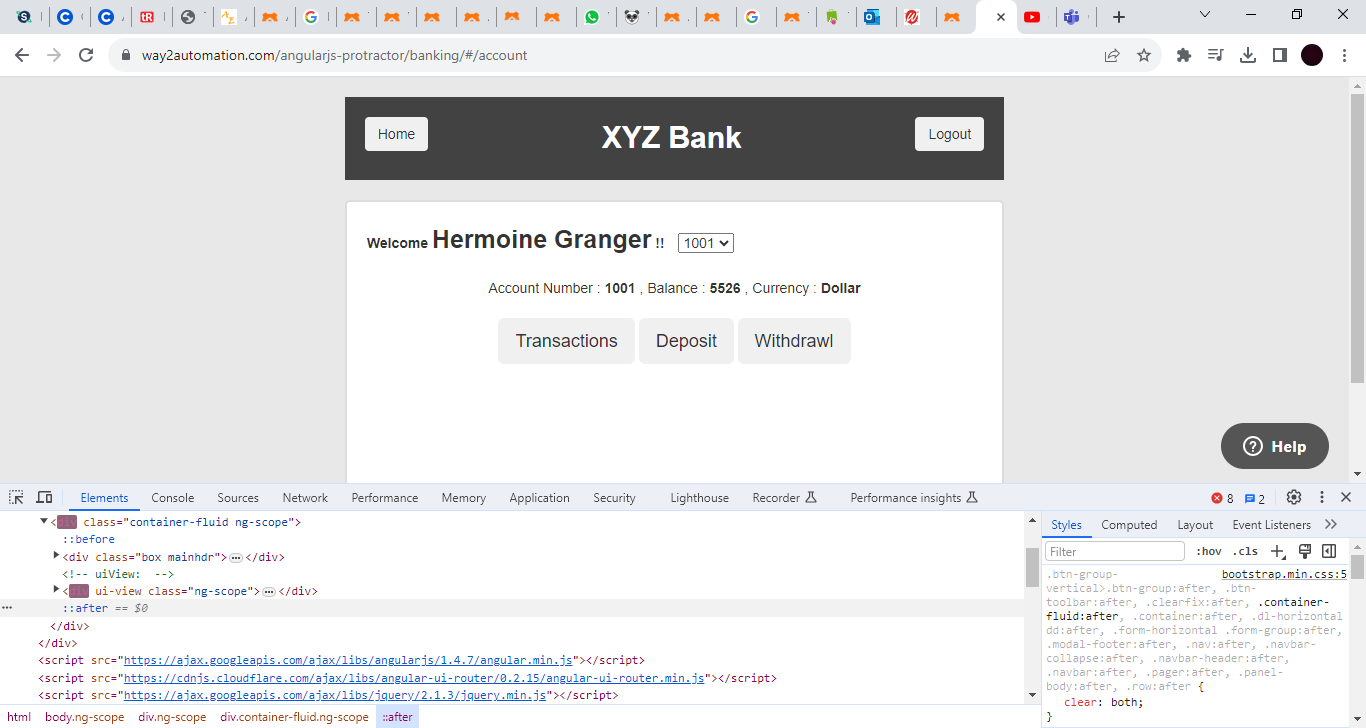 way2automation.com/angularjs-protractor/banking/#/account
Home
XYZ Bank
Logout
Welcome Hermoine Granger !! 1001
Account Number : 1001 , Balance : 5526 , Currency : Dollar
Transactions Deposit Withdrawl
? Help
Elements Console Sources Network Performance Memory Application Security Lighthouse Recorder Performance insights 8 2
<div class="container-fluid ng-scope">
::before
<div class="box mainhdr"> </div>
<!-- uiView: -->
<div ui-view class="ng-scope"> </div>
::after == $0
</div>
</div>
<script src="https://ajax.googleapis.com/ajax/libs/angularjs/1.4.7/angular.min.js"></script>
<script src="https://cdnjs.cloudflare.com/ajax/libs/angular-ui-router/0.2.15/angular-ui-router.min.js"></script>
<script src="https://ajax.googleapis.com/ajax/libs/jquery/2.1.3/jquery.min.js"></script>
html body.ng-scope div.ng-scope div.container-fluid.ng-scope ::after
Styles Computed Layout Event Listeners
Filter :hov .cls
.btn-group- bootstrap.min.css:5
vertical>.btn-group:after, .btn-
toolbar:after, .clearfix:after, .container-
fluid:after, .container:after, .dl-horizontal
dd:after, .form-horizontal .form-group:after,
.modal-footer:after, .nav:after, .navbar-
collapse:after, .navbar-header:after,
.navbar:after, .pager:after, .panel-
body:after, .row:after {
clear: both;
}